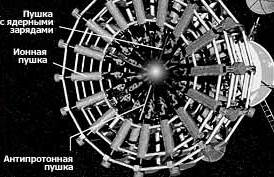 Пушка
с ядерными
зарядами
Ионная
пушка
Антипротонная
пушка